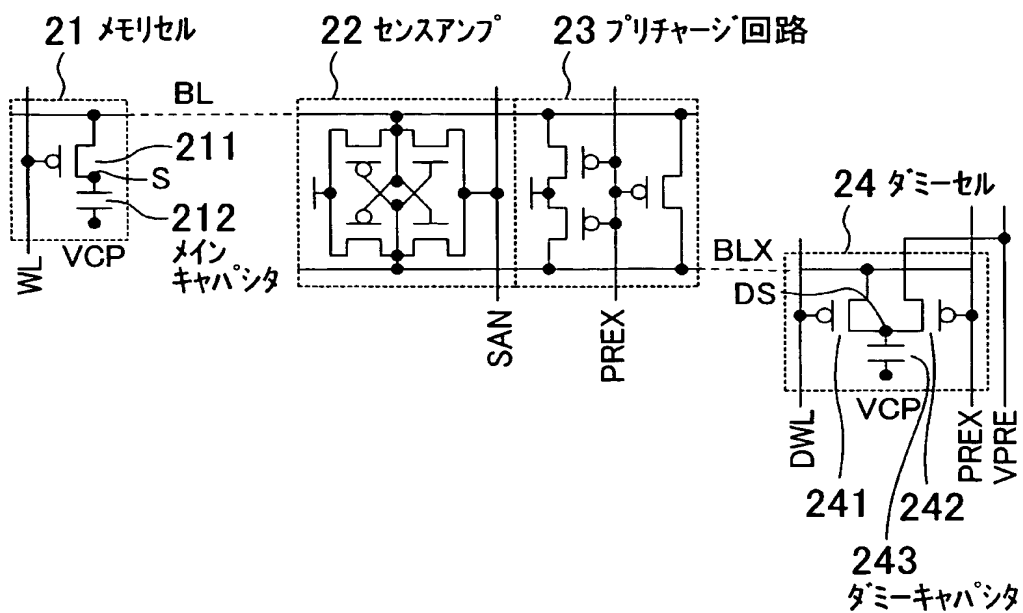 21 メモリセル
22 センスアンプ
23 プリチャージ回路
BL
211
S
212
メイン
キャパシタ
VCP
WL
SAN
PREX
24 ダミーセル
BLX
DS
VCP
DWL
PREX
VPRE
241
242
243
ダミーキャパシタ